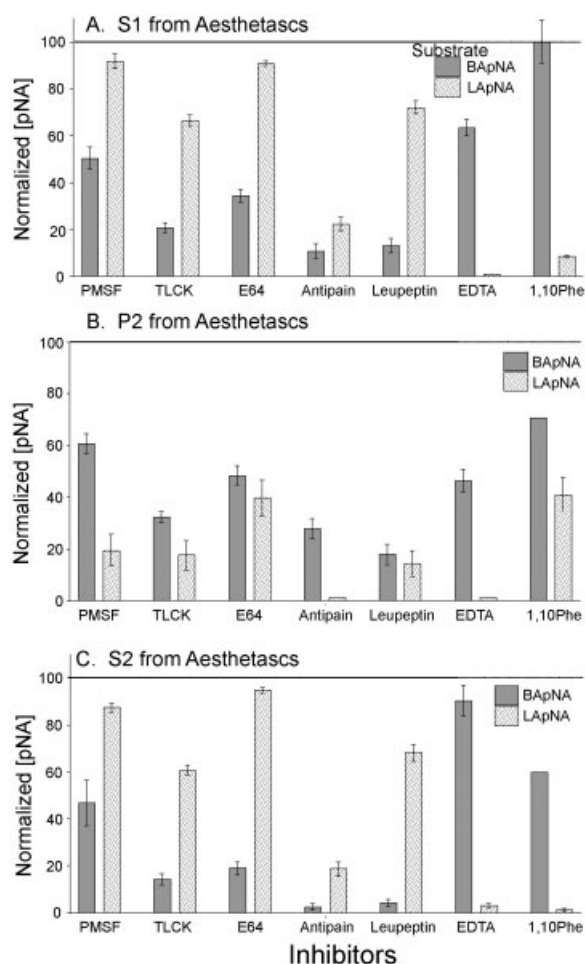 A. S1 from Aesthetascs
Substrate
BApNA
LApNA
Normalized [pNA]
100
80
60
40
20
0
PMSF TLCK E64 Antipain Leupeptin EDTA 1,10Phe
B. P2 from Aesthetascs
BApNA
LApNA
Normalized [pNA]
100
80
60
40
20
0
PMSF TLCK E64 Antipain Leupeptin EDTA 1,10Phe
C. S2 from Aesthetascs
BApNA
LApNA
Normalized [pNA]
100
80
60
40
20
0
PMSF TLCK E64 Antipain Leupeptin EDTA 1,10Phe
Inhibitors